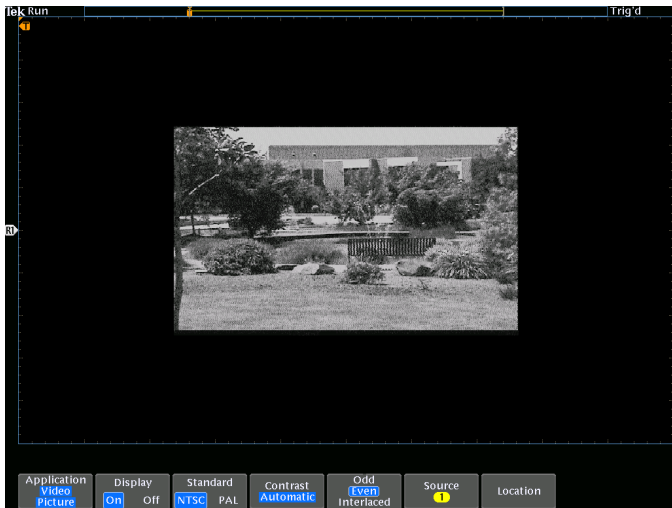 Tek Run
Trig'd
T
R1
Application
Video
Picture
Display
On Off
Standard
NTSC PAL
Contrast
Automatic
Odd
Even
Interlaced
Source
1
Location